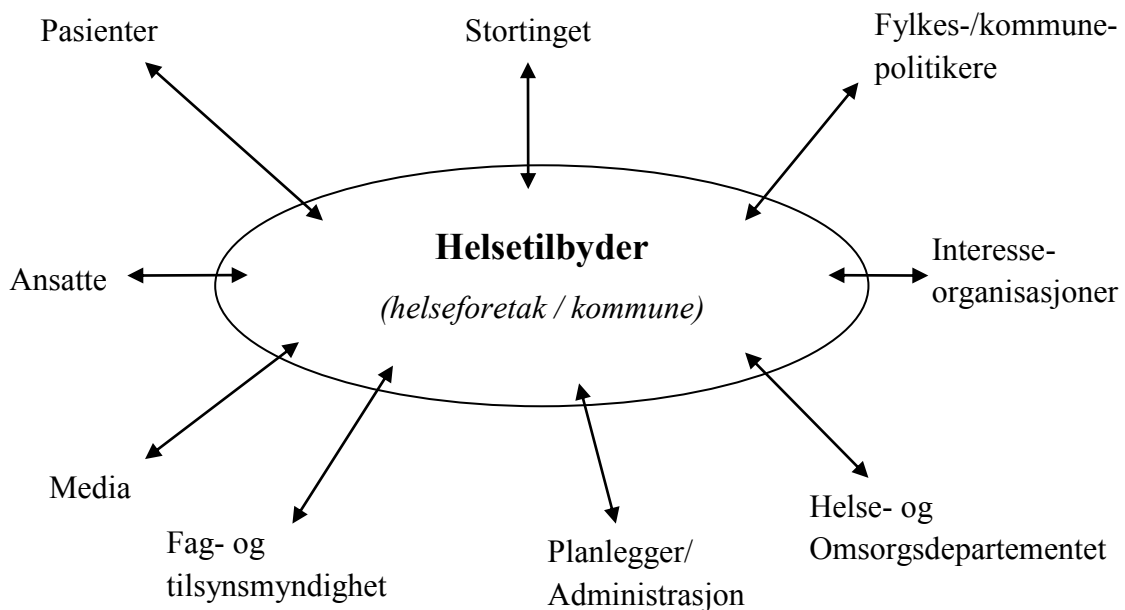 Pasienter
Stortinget
Fylkes-/kommune-
politikere
Helsetilbyder
(helseforetak / kommune)
Ansatte
Interesse-
organisasjoner
Media
Fag- og
tilsynsmyndighet
Planlegger/
Administrasjon
Helse- og
Omsorgsdepartementet